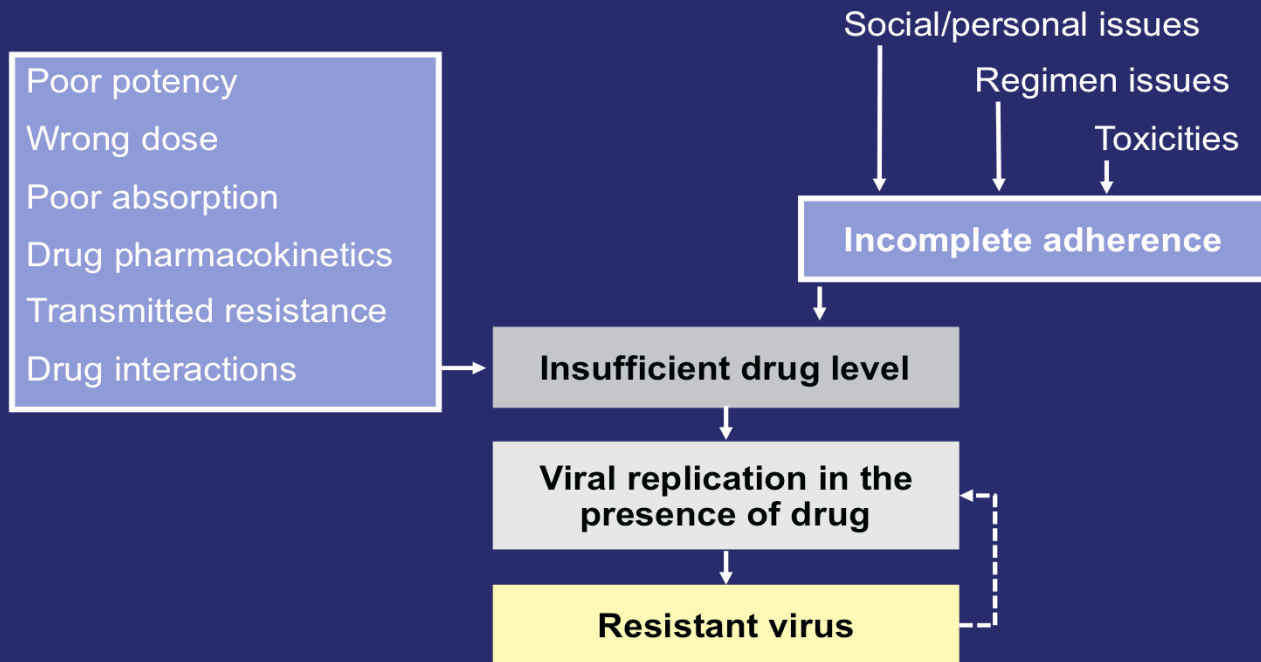 Social/personal issues
Regimen issues
Toxicities
Poor potency
Wrong dose
Poor absorption
Drug pharmacokinetics
Transmitted resistance
Drug interactions
Incomplete adherence
Insufficient drug level
Viral replication in the
presence of drug
Resistant virus